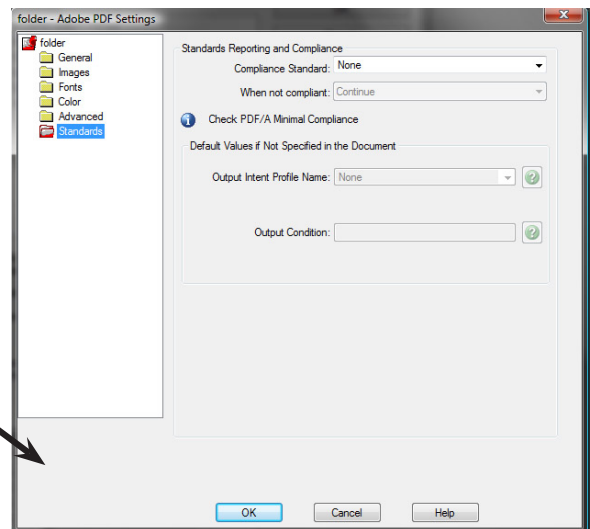 folder - Adobe PDF Settings
x
folder
General
Images
Fonts
Color
Advanced
Standards
Standards Reporting and Compliance
Compliance Standard: None
When not compliant: Continue
i Check PDF/A Minimal Compliance
Default Values if Not Specified in the Document
Output Intent Profile Name: None ?
Output Condition: ?
OK Cancel Help